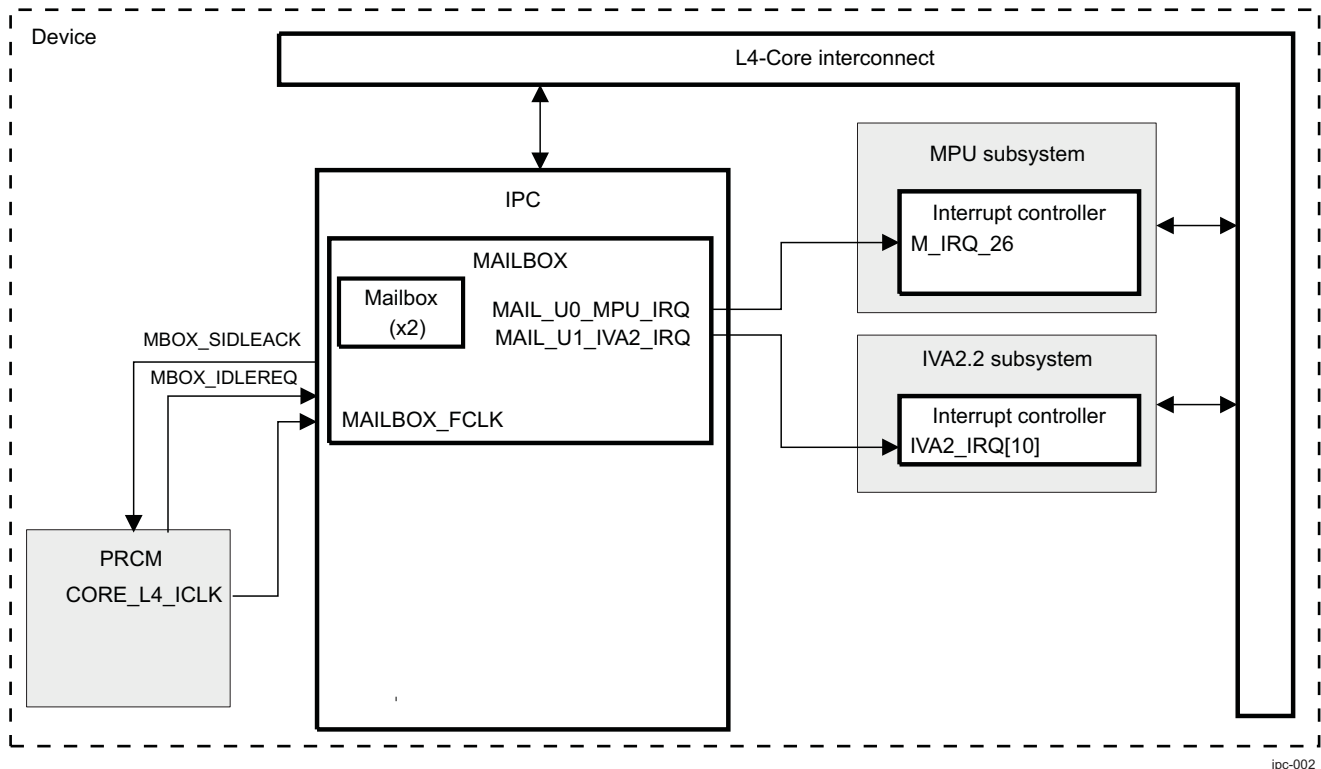 Device
L4-Core interconnect
MPU subsystem
Interrupt controller
M_IRQ_26
IPC
MAILBOX
Mailbox
(x2)
MAIL_U0_MPU_IRQ
MAIL_U1_IVA2_IRQ
MAILBOX_FCLK
MBOX_SIDLEACK
MBOX_IDLEREQ
IVA2.2 subsystem
Interrupt controller
IVA2_IRQ[10]
PRCM
CORE_L4_ICLK
ipc-002